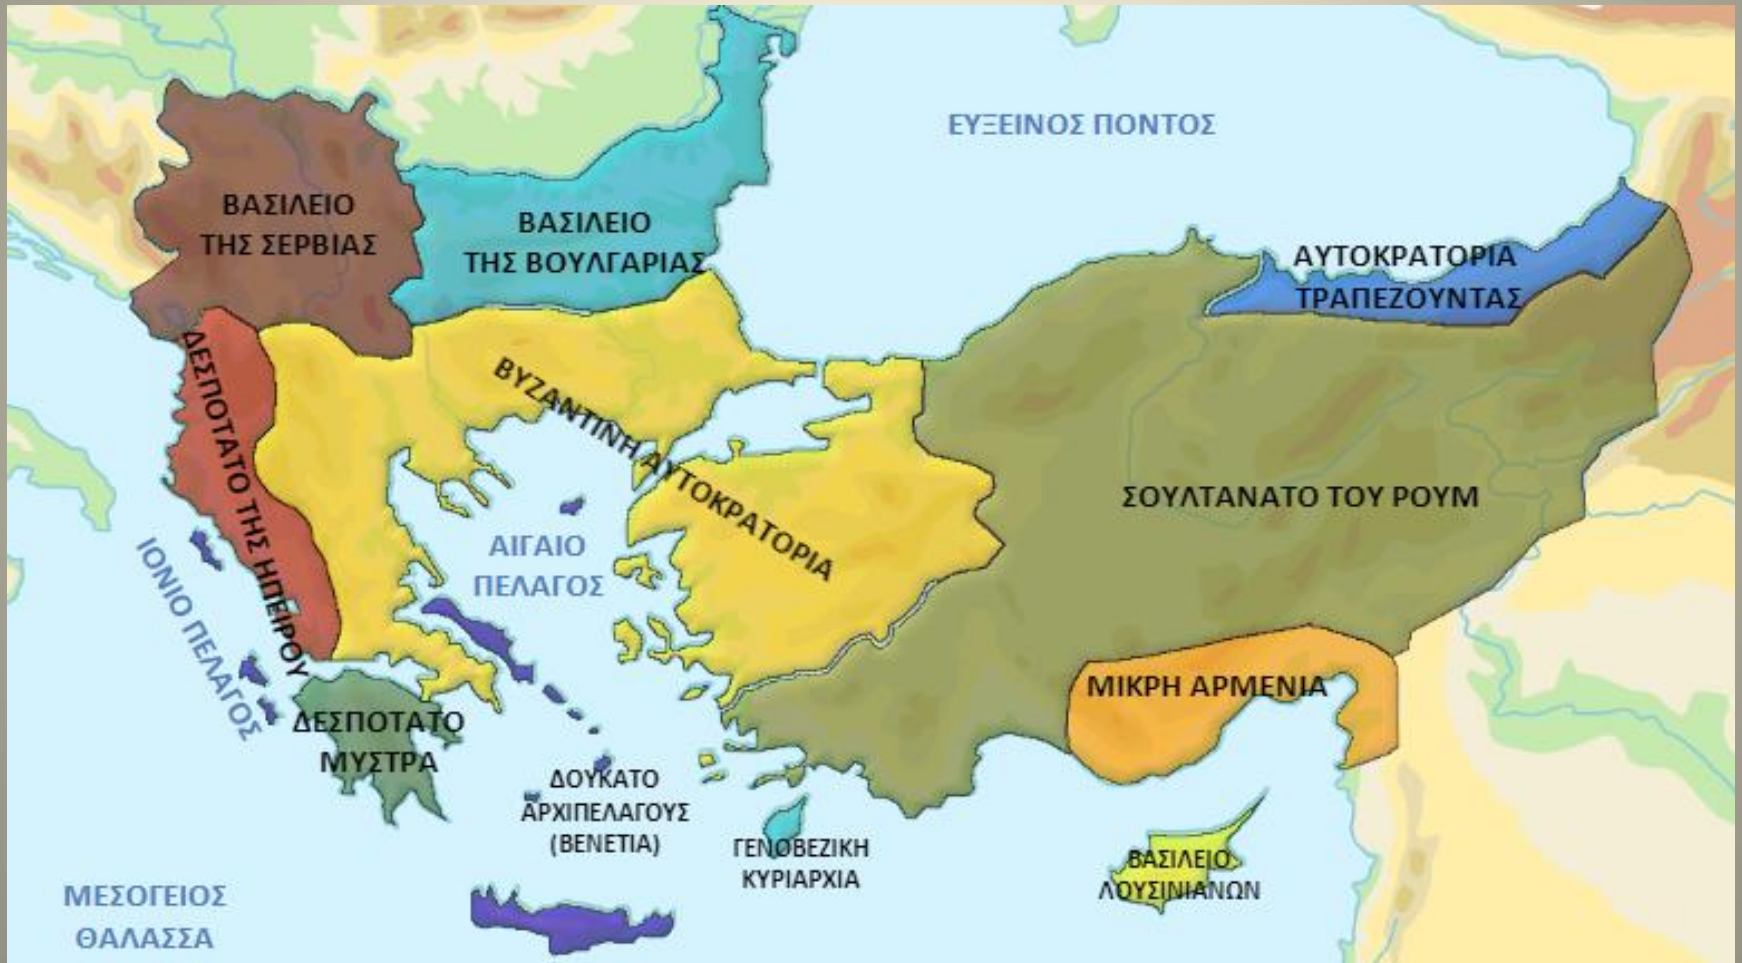 ΕΥΞΕΙΝΟΣ ΠΟΝΤΟΣ
ΒΑΣΙΛΕΙΟ
ΤΗΣ ΣΕΡΒΙΑΣ
ΒΑΣΙΛΕΙΟ
ΤΗΣ ΒΟΥΛΓΑΡΙΑΣ
ΑΥΤΟΚΡΑΤΟΡΙΑ
ΤΡΑΠΕΖΟΥΝΤΑΣ
ΔΕΣΠΟΤΑΤΟ ΤΗΣ ΗΠΕΙΡΟΥ
ΒΥΖΑΝΤΙΝΗ ΑΥΤΟΚΡΑΤΟΡΙΑ
ΣΟΥΛΤΑΝΑΤΟ ΤΟΥ ΡΟΥΜ
ΙΟΝΙΟ ΠΕΛΑΓΟΣ
ΑΙΓΑΙΟ
ΠΕΛΑΓΟΣ
ΜΙΚΡΗ ΑΡΜΕΝΙΑ
ΔΕΣΠΟΤΑΤΟ
ΜΥΣΤΡΑ
ΔΟΥΚΑΤΟ
ΑΡΧΙΠΕΛΑΓΟΥΣ
(ΒΕΝΕΤΙΑ)
ΓΕΝΟΒΕΖΙΚΗ
ΚΥΡΙΑΡΧΙΑ
ΒΑΣΙΛΕΙΟ
ΛΟΥΣΙΝΙΑΝΩΝ
ΜΕΣΟΓΕΙΟΣ
ΘΑΛΑΣΣΑ